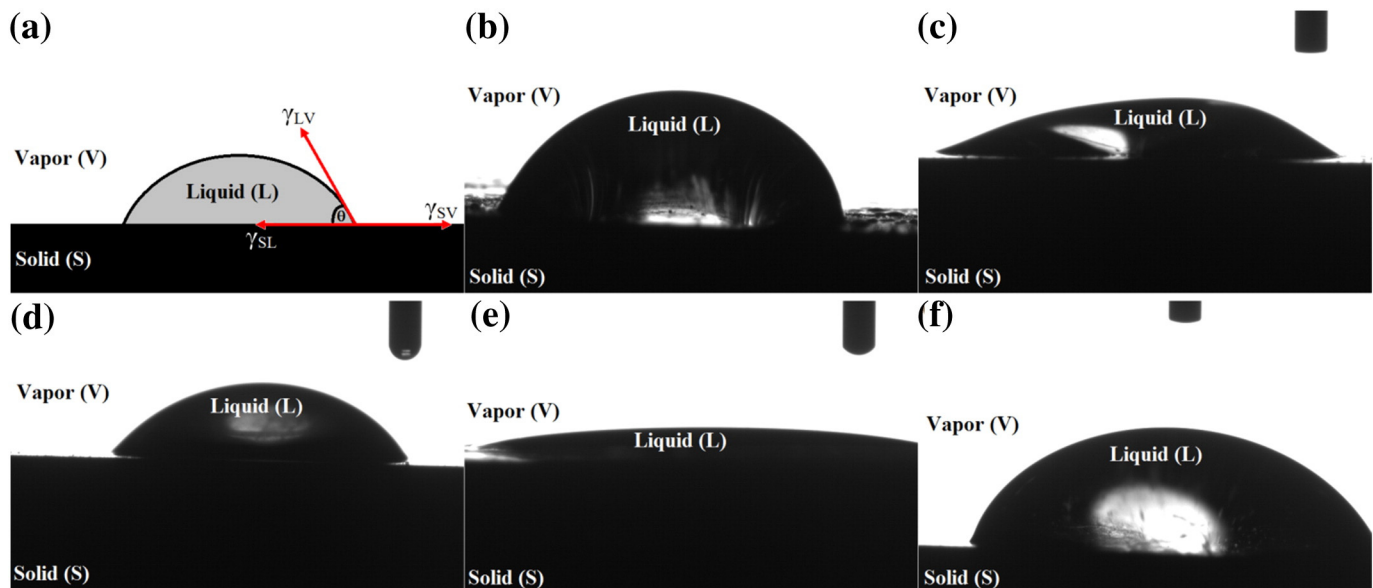 (a)
Vapor (V)
Liquid (L)
γLV
θ
γSV
γSL
Solid (S)
(b)
Vapor (V)
Liquid (L)
Solid (S)
(c)
Vapor (V)
Liquid (L)
Solid (S)
(d)
Vapor (V)
Liquid (L)
Solid (S)
(e)
Vapor (V)
Liquid (L)
Solid (S)
(f)
Vapor (V)
Liquid (L)
Solid (S)